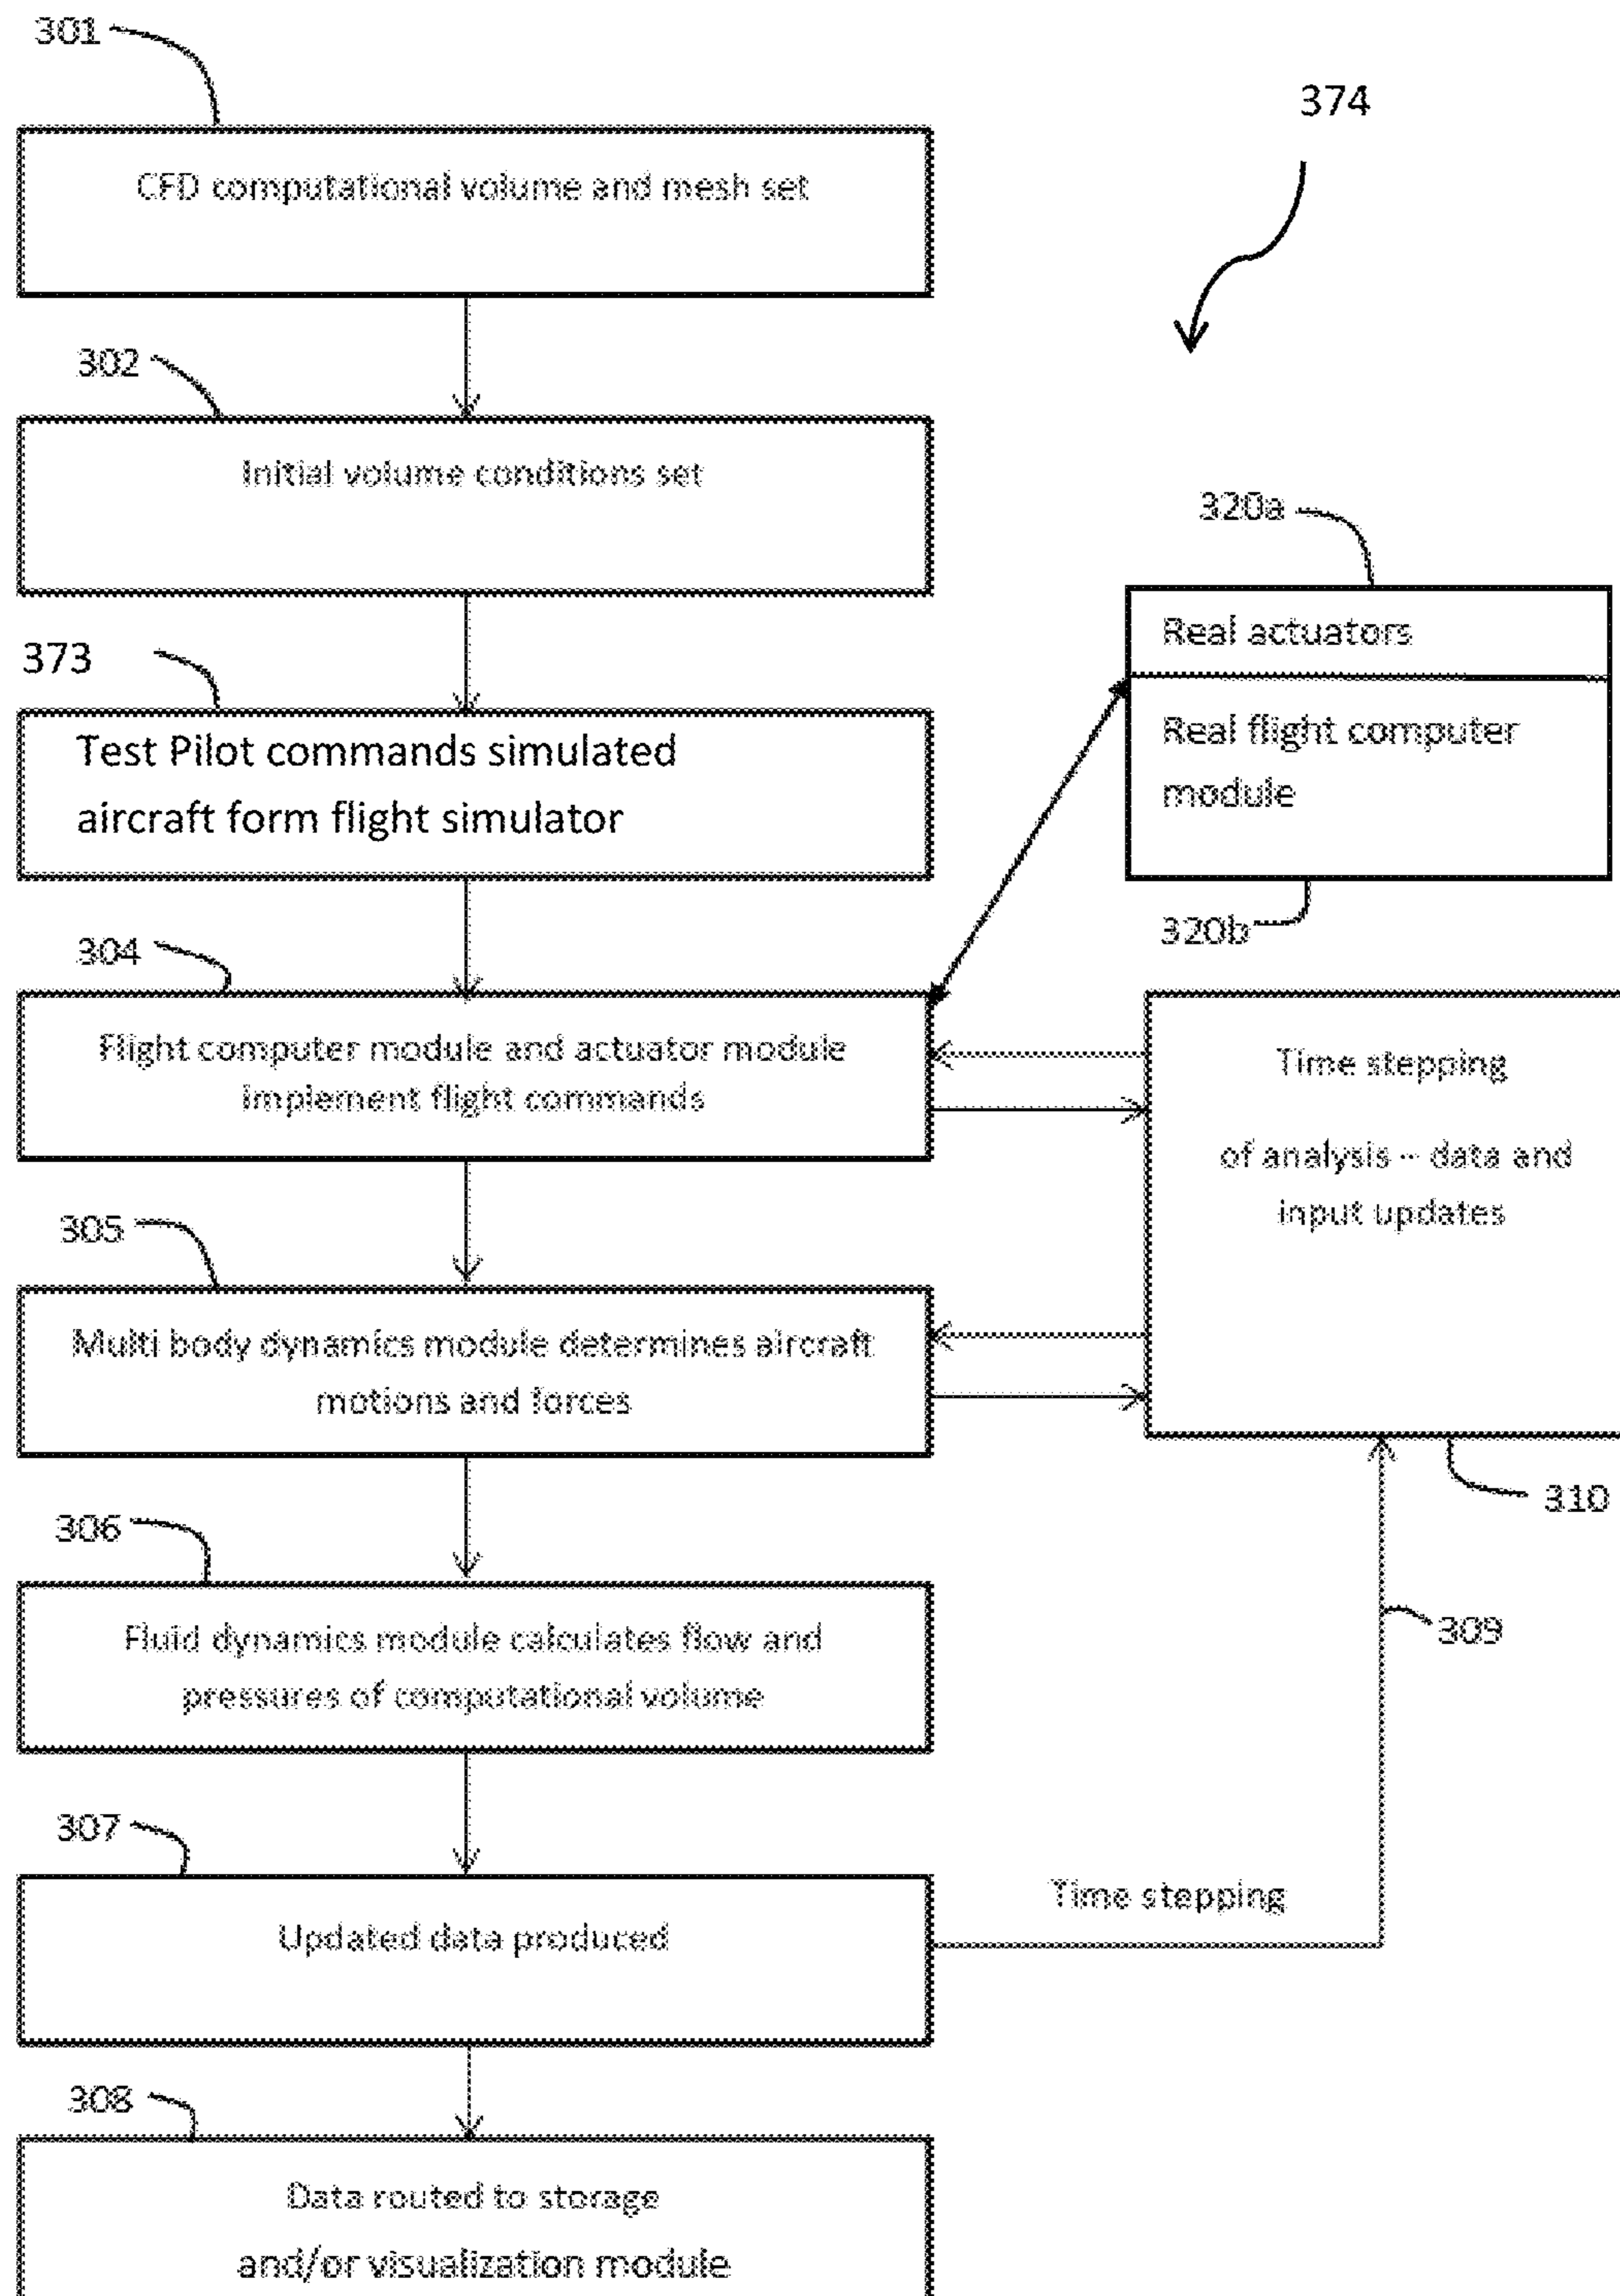 301
CFD computational volume and mesh set
374
302
Initial volume conditions set
320a
Real actuators
Real flight computer
module
320b
373
Test Pilot commands simulated
aircraft form flight simulator
304
Flight computer module and actuator module
implement flight commands
Time stepping
of analysis – data and
input updates
305
Multi body dynamics module determines aircraft
motions and forces
310
306
Fluid dynamics module calculates flow and
pressures of computational volume
309
307
Updated data produced
Time stepping
308
Data routed to storage
and/or visualization module